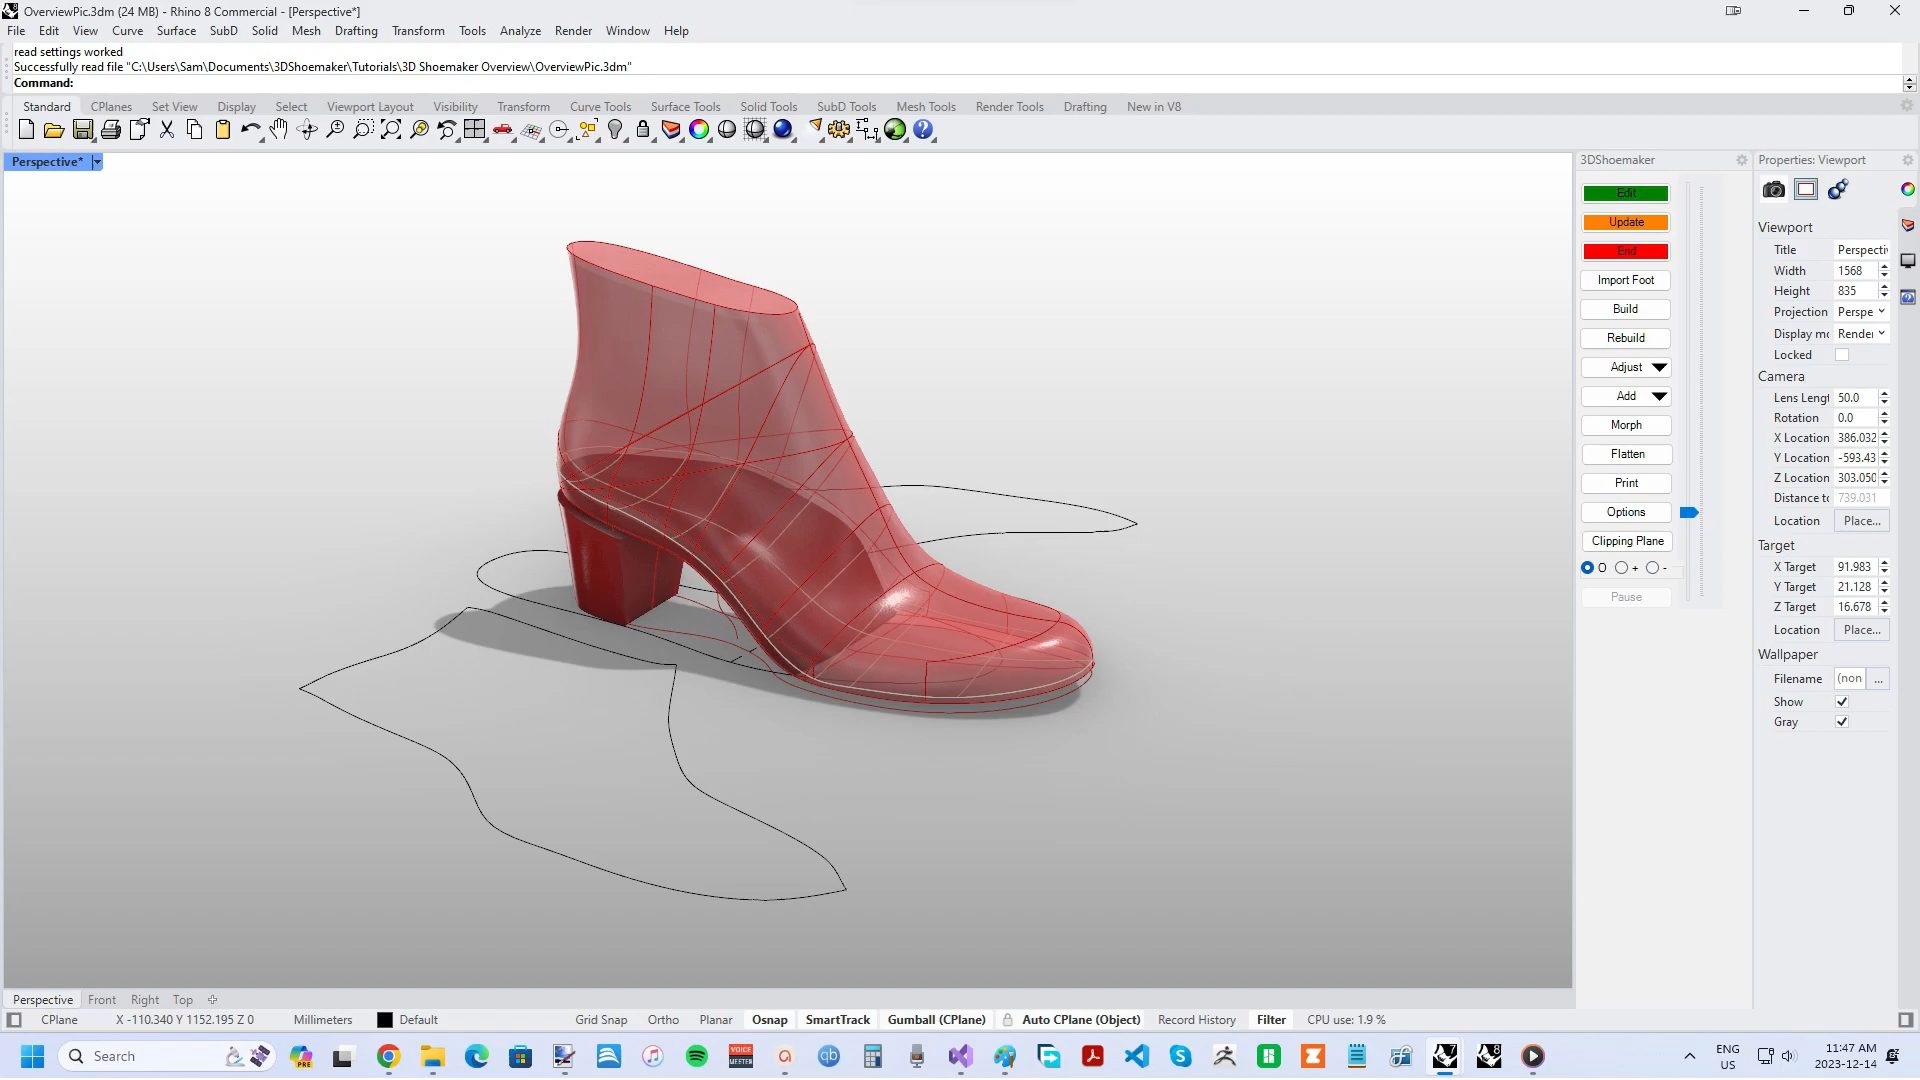 OverviewPic.3dm (24 MB) - Rhino 8 Commercial - [Perspective*]
File Edit View Curve Surface SubD Solid Mesh Drafting Transform Tools Analyze Render Window Help
read settings worked
Successfully read file "C:\Users\Sam\Documents\3DShoemaker\Tutorials\3D Shoemaker Overview\OverviewPic.3dm"
Command:
Standard CPlanes Set View Display Select Viewport Layout Visibility Transform Curve Tools Surface Tools Solid Tools SubD Tools Mesh Tools Render Tools Drafting New in V8
Perspective*
3DShoemaker
Edit
Update
End
Import Foot
Build
Rebuild
Adjust
Add
Morph
Flatten
Print
Options
Clipping Plane
O + -
Pause
Properties: Viewport
Viewport
Title Perspecti
Width 1568
Height 835
Projection Perspe
Display mo Render
Locked
Camera
Lens Lengt 50.0
Rotation 0.0
X Location 386.032
Y Location -593.43
Z Location 303.050
Distance to 739.031
Location Place...
Target
X Target 91.983
Y Target 21.128
Z Target 16.678
Location Place...
Wallpaper
Filename (non ...
Show
Gray
Perspective Front Right Top
CPlane X -110.340 Y 1152.195 Z 0 Millimeters Default Grid Snap Ortho Planar Osnap SmartTrack Gumball (CPlane) Auto CPlane (Object) Record History Filter CPU use: 1.9 %
Search PRE VOICE MEETER qb ENG US 11:47 AM 2023-12-14